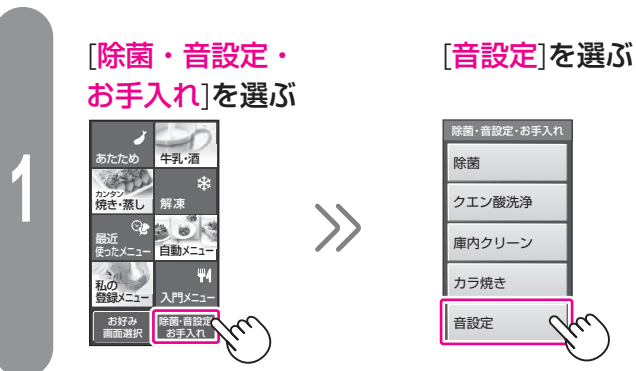 1
[除菌・音設定・
お手入れ]を選ぶ
あたため
牛乳・酒
カンタン
焼き・蒸し
解凍
最近
使ったメニュー
自動メニュー
私の
登録メニュー
入門メニュー
お好み
画面選択
除菌・音設定
お手入れ
[音設定]を選ぶ
除菌・音設定・お手入れ
除菌
クエン酸洗浄
庫内クリーン
カラ焼き
音設定